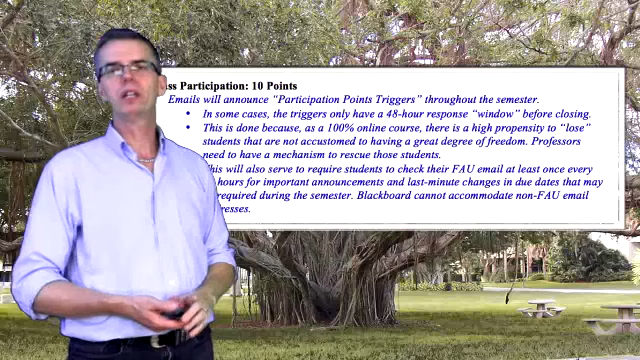 ss Participation: 10 Points
Emails will announce "Participation Points Triggers" throughout the semester.
• In some cases, the triggers only have a 48-hour response "window" before closing.
• This is done because, as a 100% online course, there is a high propensity to "lose"
students that are not accustomed to having a great degree of freedom. Professors
need to have a mechanism to rescue those students.
This will also serve to require students to check their FAU email at least once every
hours for important announcements and last-minute changes in due dates that may
required during the semester. Blackboard cannot accommodate non-FAU email
resses.